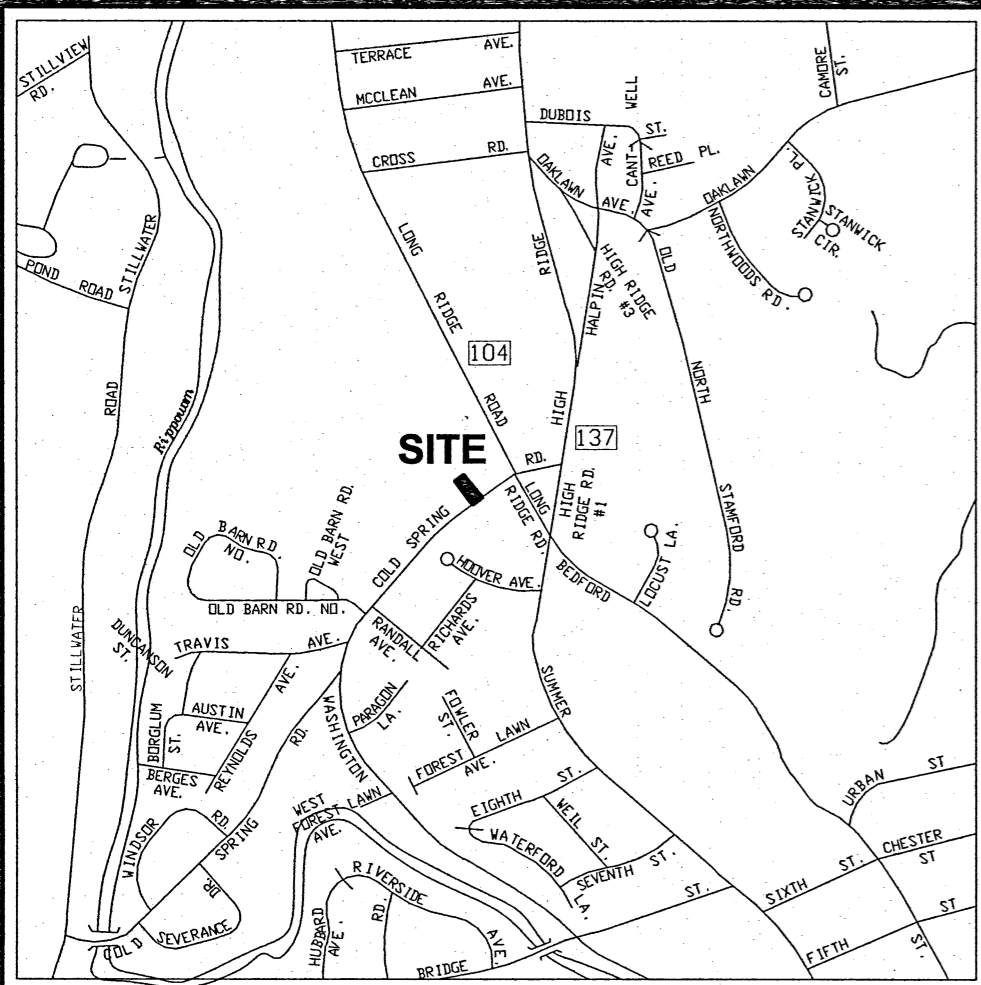 STILLVIEW
RD.
TERRACE AVE.
MCCLEAN AVE.
CROSS RD.
DUBOIS
AVE.
WELL
CANT-
ST.
REED PL.
AVE.
CAMORE
ST.
OAKLAWN
AVE.
OAKLAWN
STANWICK PL.
STANWICK
CIR.
NORTHWOODS RD.
POND
ROAD
STILLWATER
ROAD
STILLWATER
Rippowam
LONG
RIDGE
ROAD
104
RIDGE
HIGH
HALPIN
HIGH RIDGE
RD.
#3
OLD
NORTH
STAMFORD
RD.
137
SITE
RD.
LONG
RIDGE RD.
HIGH
RIDGE RD.
#1
COLD
SPRING
OLD
BARN RD.
NO.
OLD BARN RD.
WEST
OLD BARN RD. NO.
HOOVER AVE.
BEDFORD
LOCUST LA.
DUNCANSON
ST.
TRAVIS AVE.
RANDALL
AVE.
RICHARDS
AVE.
SUMMER
AUSTIN
AVE.
BORGLUM
ST.
BERGES
AVE.
REYNOLDS
AVE.
RD.
SPRING
WASHINGTON
PARAGON
LA.
FOWLER
ST.
FOREST LAWN
AVE.
WEST
FOREST LAWN
AVE.
EIGHTH ST.
WEIL
ST.
WATERFORD
LA.
SEVENTH ST.
URBAN ST
CHESTER
ST
SIXTH ST.
FIFTH ST
ST.
WINDSOR
RD.
COLD
SEVERANCE
DR.
HUBBARD
AVE.
RIVERSIDE
AVE.
RD.
BRIDGE
ST.